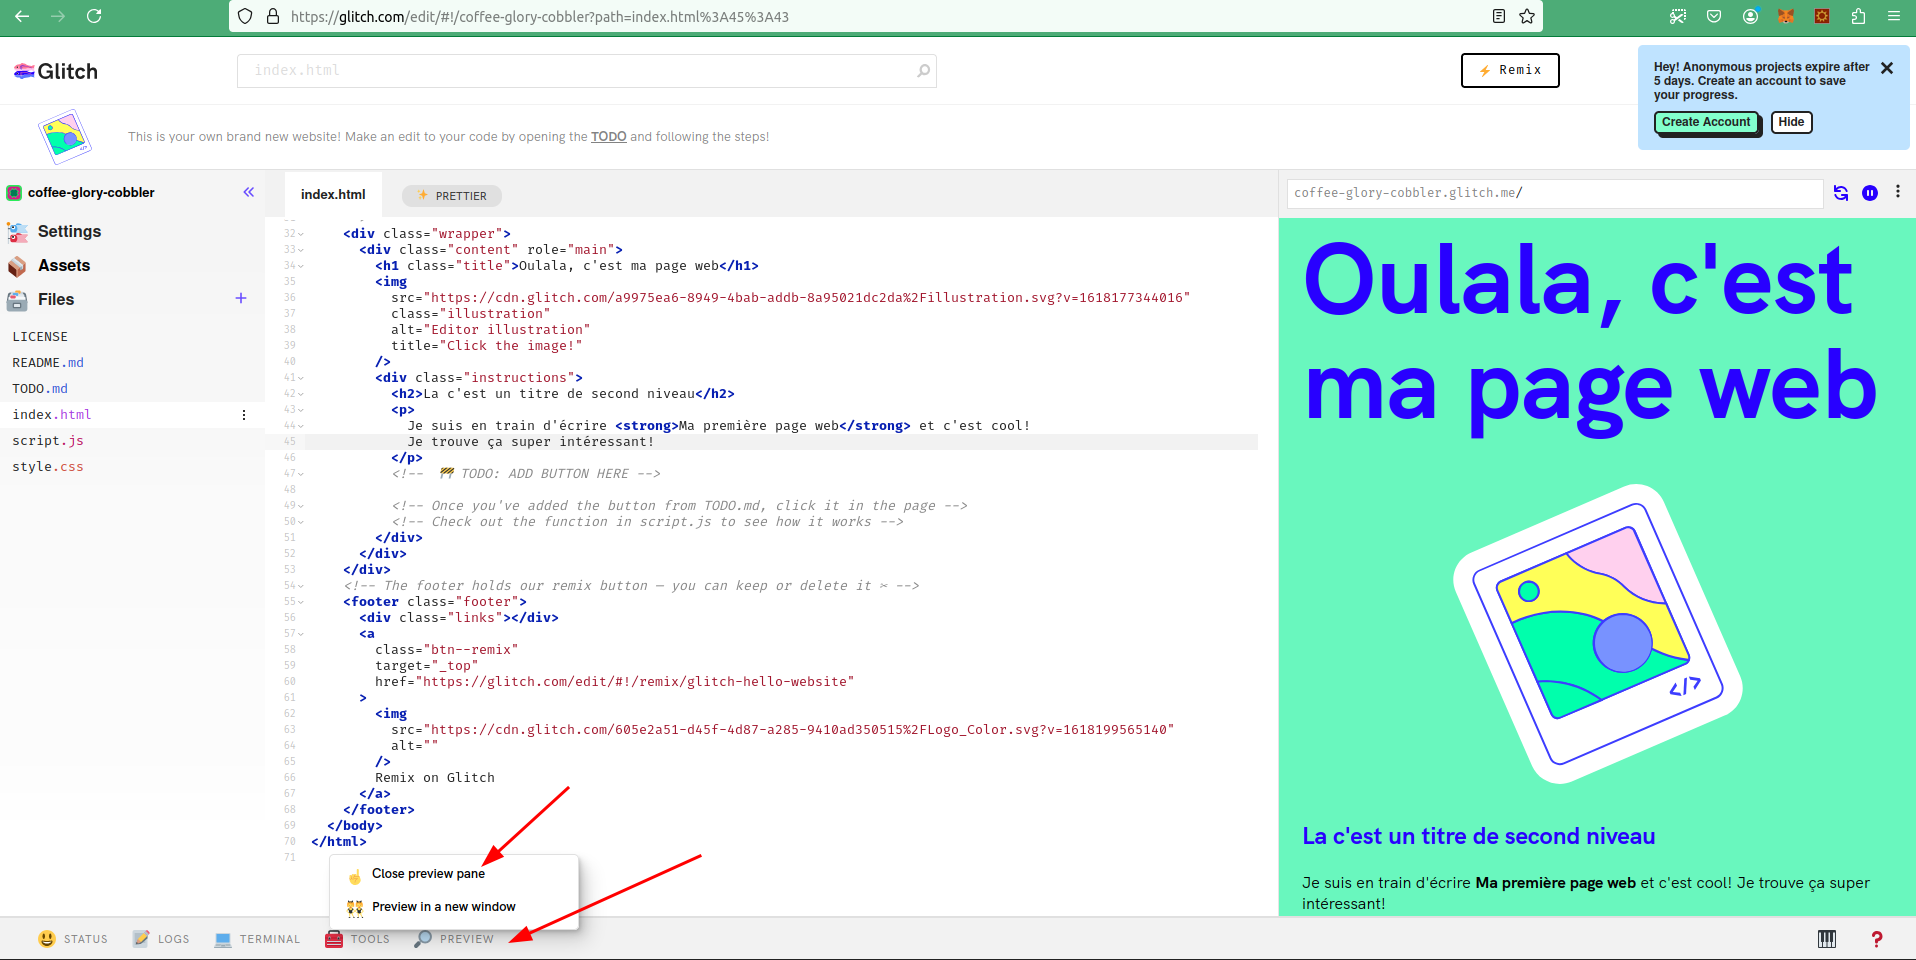 https://glitch.com/edit/#!/coffee-glory-cobbler?path=index.html%3A45%3A43
Glitch
index.html
Remix
Hey! Anonymous projects expire after
5 days. Create an account to save
your progress.
Create Account
Hide
This is your own brand new website! Make an edit to your code by opening the TODO and following the steps!
coffee-glory-cobbler
Settings
Assets
Files
LICENSE
README.md
TODO.md
index.html
script.js
style.css
index.html
PRETTIER
32 <div class="wrapper">
33 <div class="content" role="main">
34 <h1 class="title">Oulala, c'est ma page web</h1>
35 <img
36 src="https://cdn.glitch.com/a9975ea6-8949-4bab-addb-8a95021dc2da%2Fillustration.svg?v=1618177344016"
37 class="illustration"
38 alt="Editor illustration"
39 title="Click the image!"
40 />
41 <div class="instructions">
42 <h2>La c'est un titre de second niveau</h2>
43 <p>
44 Je suis en train d'écrire <strong>Ma première page web</strong> et c'est cool!
45 Je trouve ça super intéressant!
46 </p>
47 <!-- 🚧 TODO: ADD BUTTON HERE -->
48
49 <!-- Once you've added the button from TODO.md, click it in the page -->
50 <!-- Check out the function in script.js to see how it works -->
51 </div>
52 </div>
53 </div>
54 <!-- The footer holds our remix button — you can keep or delete it ✂ -->
55 <footer class="footer">
56 <div class="links"></div>
57 <a
58 class="btn--remix"
59 target="_top"
60 href="https://glitch.com/edit/#!/remix/glitch-hello-website"
61 >
62 <img
63 src="https://cdn.glitch.com/605e2a51-d45f-4d87-a285-9410ad350515%2FLogo_Color.svg?v=1618199565140"
64 alt=""
65 />
66 Remix on Glitch
67 </a>
68 </footer>
69 </body>
70 </html>
71
Close preview pane
Preview in a new window
STATUS
LOGS
TERMINAL
TOOLS
PREVIEW
?
coffee-glory-cobbler.glitch.me/
Oulala, c'est
ma page web
</>
La c'est un titre de second niveau
Je suis en train d'écrire Ma première page web et c'est cool! Je trouve ça super
intéressant!